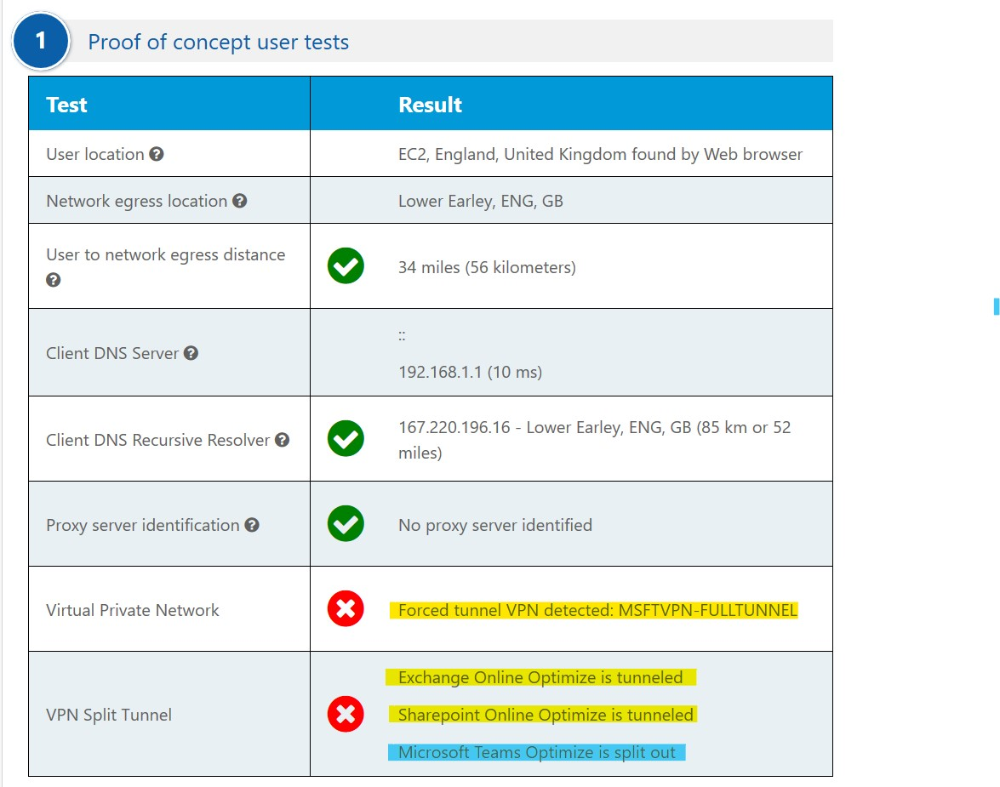 1
Proof of concept user tests
Test
Result
User location ?
EC2, England, United Kingdom found by Web browser
Network egress location ?
Lower Earley, ENG, GB
User to network egress distance
?
34 miles (56 kilometers)
Client DNS Server ?
::
192.168.1.1 (10 ms)
Client DNS Recursive Resolver ?
167.220.196.16 - Lower Earley, ENG, GB (85 km or 52
miles)
Proxy server identification ?
No proxy server identified
Virtual Private Network
Forced tunnel VPN detected: MSFTVPN-FULLTUNNEL
VPN Split Tunnel
Exchange Online Optimize is tunneled
Sharepoint Online Optimize is tunneled
Microsoft Teams Optimize is split out